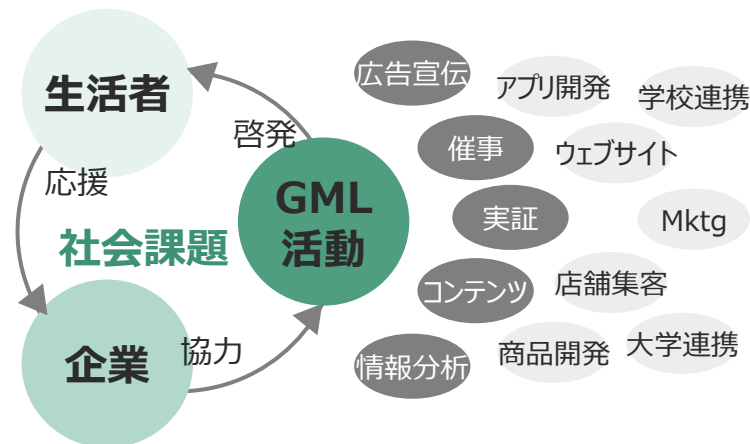 生活者
応援
啓発
社会課題
GML
活動
企業
協力
広告宣伝
アプリ開発
学校連携
催事
ウェブサイト
実証
Mktg
コンテンツ
店舗集客
情報分析
商品開発
大学連携